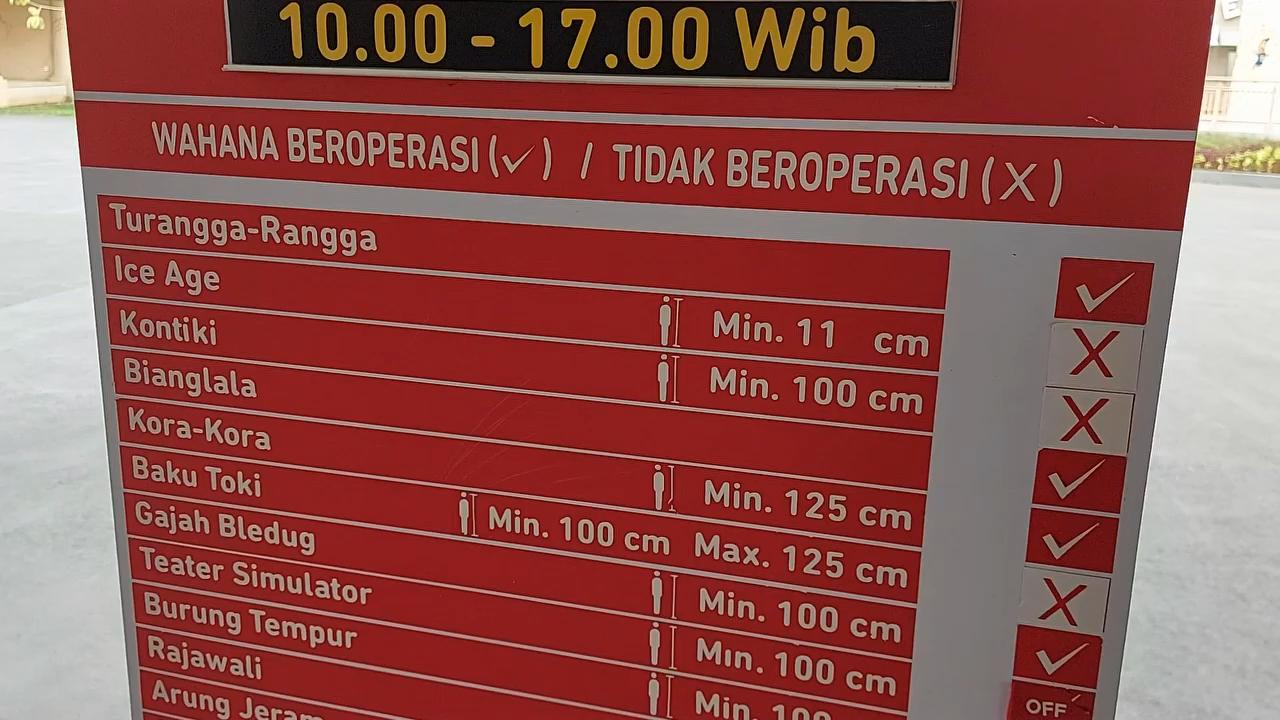 10.00 - 17.00 Wib
WAHANA BEROPERASI (✓) / TIDAK BEROPERASI (X)
Turangga-Rangga ✓
Ice Age Min. 11 cm X
Kontiki Min. 100 cm X
Bianglala ✓
Kora-Kora Min. 125 cm ✓
Baku Toki Min. 100 cm Max. 125 cm X
Gajah Bledug Min. 100 cm ✓
Teater Simulator Min. 100 cm OFF
Burung Tempur Min. 100
Rajawali
Arung